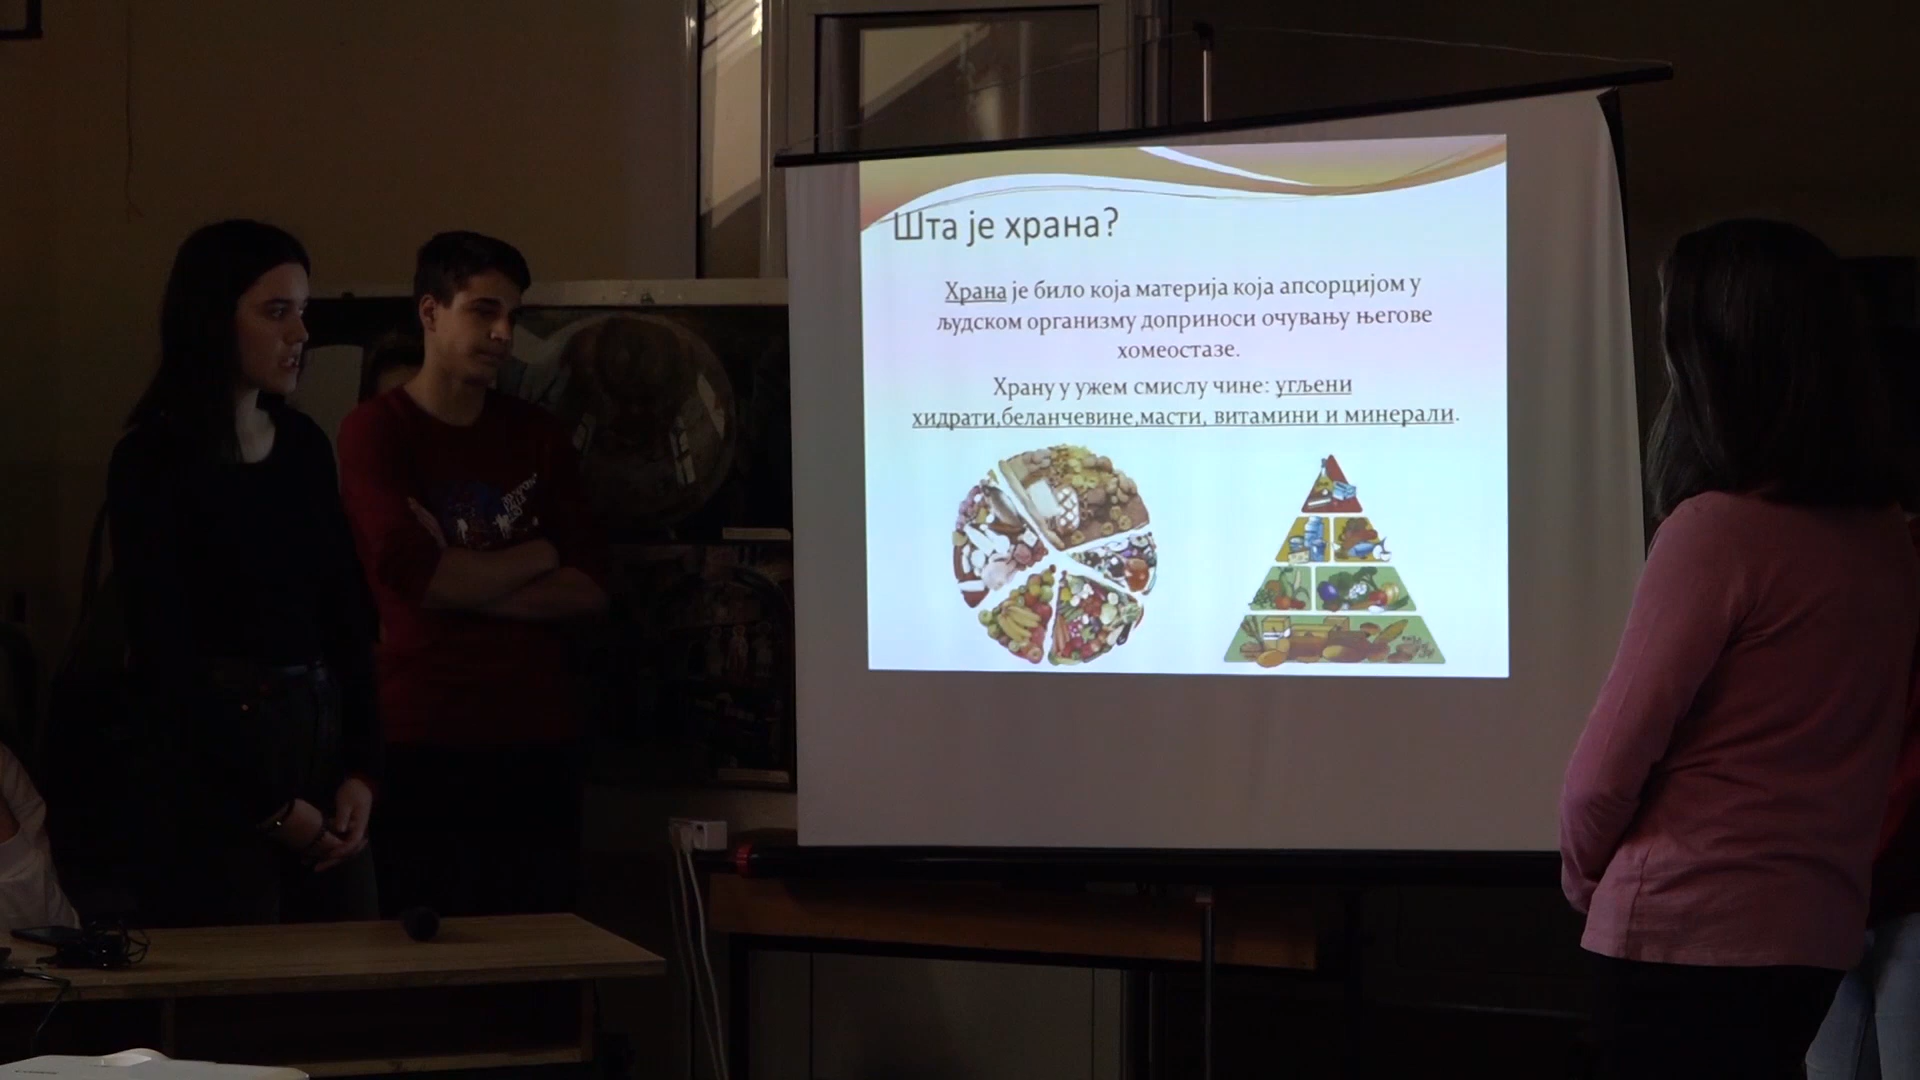 Шта је храна?
Храна је било која материја која апсорцијом у
људском организму доприноси очувању његове
хомеостазе.
Храну у ужем смислу чине: угљени
хидрати,беланчевине,масти, витамини и минерали.